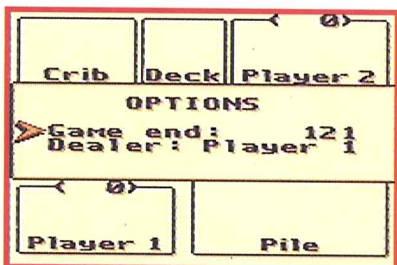 < 0>
Crib Deck Player 2
OPTIONS
Game end: 121
Dealer: Player 1
< 0>
Player 1 Pile